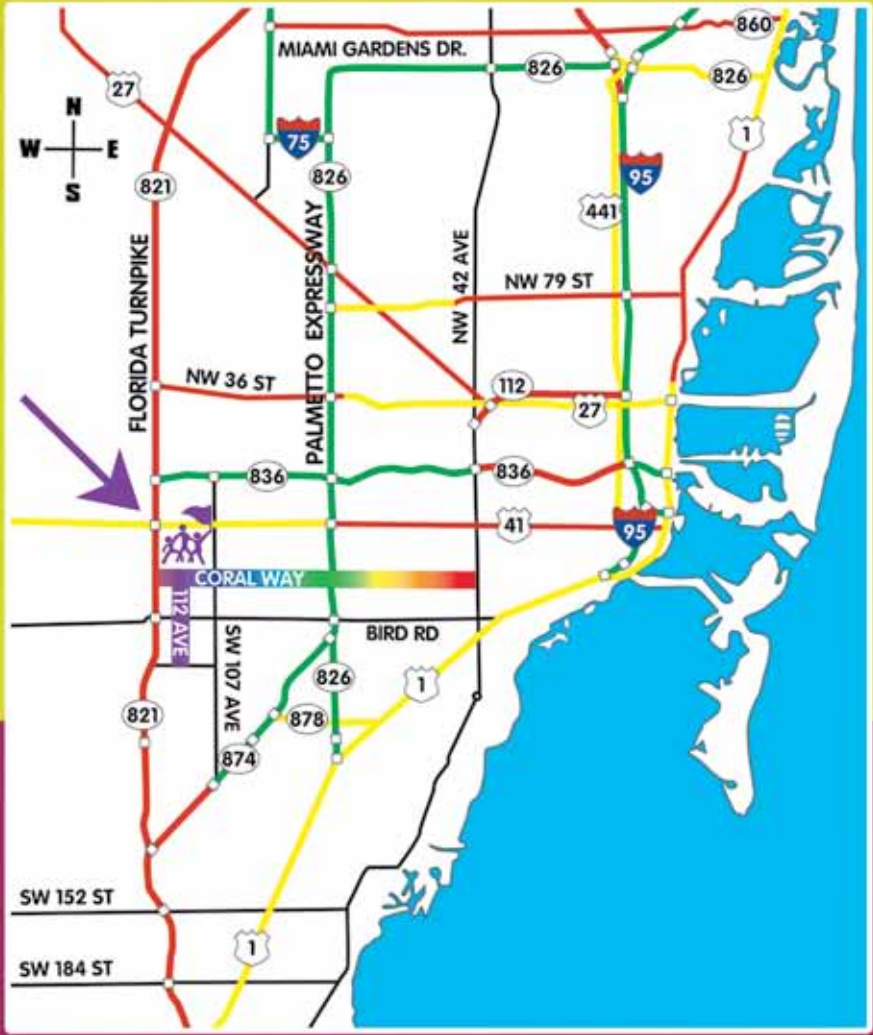 860
MIAMI GARDENS DR.
826
826
27
N
W E
S
75
1
826
95
821
441
FLORIDA TURNPIKE
PALMETTO EXPRESSWAY
NW 42 AVE
NW 79 ST
NW 36 ST
112
27
836
836
41
95
CORAL WAY
112 AVE
BIRD RD
SW 107 AVE
826
1
821
878
874
SW 152 ST
1
SW 184 ST